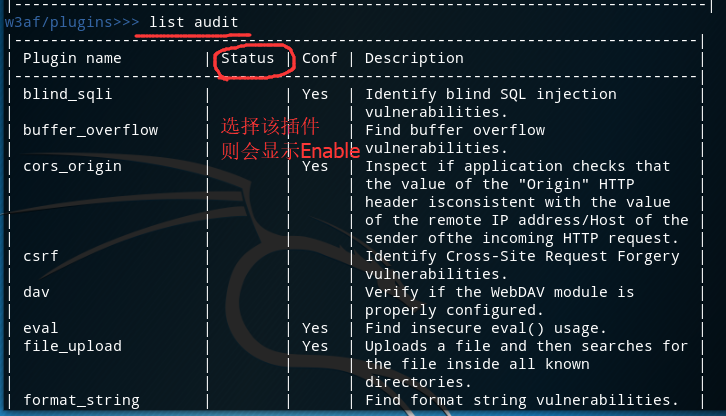 w3af/plugins>>> list audit
|----------------------------------------------------------------------------|
| Plugin name | Status | Conf | Description |
|----------------------------------------------------------------------------|
| blind_sqli | | Yes | Identify blind SQL injection |
| | | | vulnerabilities. |
| buffer_overflow | | | Find buffer overflow |
| | | | vulnerabilities. |
选择该插件
则会显示Enable
| cors_origin | | Yes | Inspect if application checks that |
| | | | the value of the "Origin" HTTP |
| | | | header isconsistent with the value |
| | | | of the remote IP address/Host of the |
| | | | sender ofthe incoming HTTP request. |
| csrf | | | Identify Cross-Site Request Forgery |
| | | | vulnerabilities. |
| dav | | | Verify if the WebDAV module is |
| | | | properly configured. |
| eval | | Yes | Find insecure eval() usage. |
| file_upload | | Yes | Uploads a file and then searches for |
| | | | the file inside all known |
| | | | directories. |
| format_string | | | Find format string vulnerabilities. |